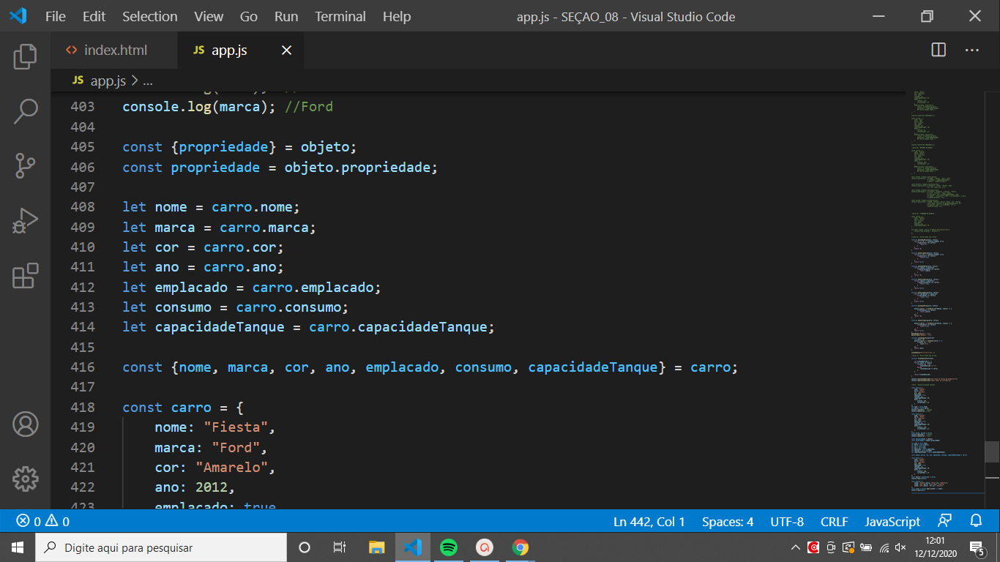 File Edit Selection View Go Run Terminal Help app.js - SEÇAO_08 - Visual Studio Code
<> index.html JS app.js
JS app.js > ...
403 console.log(marca); //Ford
404
405 const {propriedade} = objeto;
406 const propriedade = objeto.propriedade;
407
408 let nome = carro.nome;
409 let marca = carro.marca;
410 let cor = carro.cor;
411 let ano = carro.ano;
412 let emplacado = carro.emplacado;
413 let consumo = carro.consumo;
414 let capacidadeTanque = carro.capacidadeTanque;
415
416 const {nome, marca, cor, ano, emplacado, consumo, capacidadeTanque} = carro;
417
418 const carro = {
419 nome: "Fiesta",
420 marca: "Ford",
421 cor: "Amarelo",
422 ano: 2012,
423 emplacado: true
0 0 Ln 442, Col 1 Spaces: 4 UTF-8 CRLF JavaScript
Digite aqui para pesquisar
12:01
12/12/2020
5